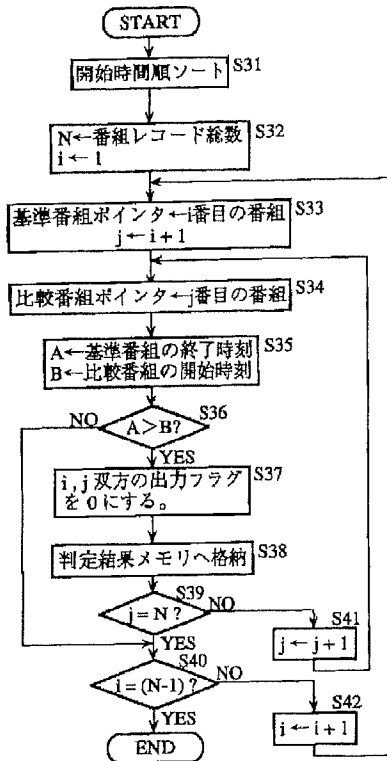 START
開始時間順ソート
S31
N←番組レコード総数
i←1
S32
基準番組ポインタ←i番目の番組
j←i+1
S33
比較番組ポインタ←j番目の番組
S34
A←基準番組の終了時刻
B←比較番組の開始時刻
S35
S36
NO
A>B?
YES
i,j双方の出力フラグ
を0にする。
S37
判定結果メモリへ格納
S38
S39
j=N?
NO
S41
j←j+1
YES
S40
i=(N-1)?
NO
S42
i←i+1
YES
END